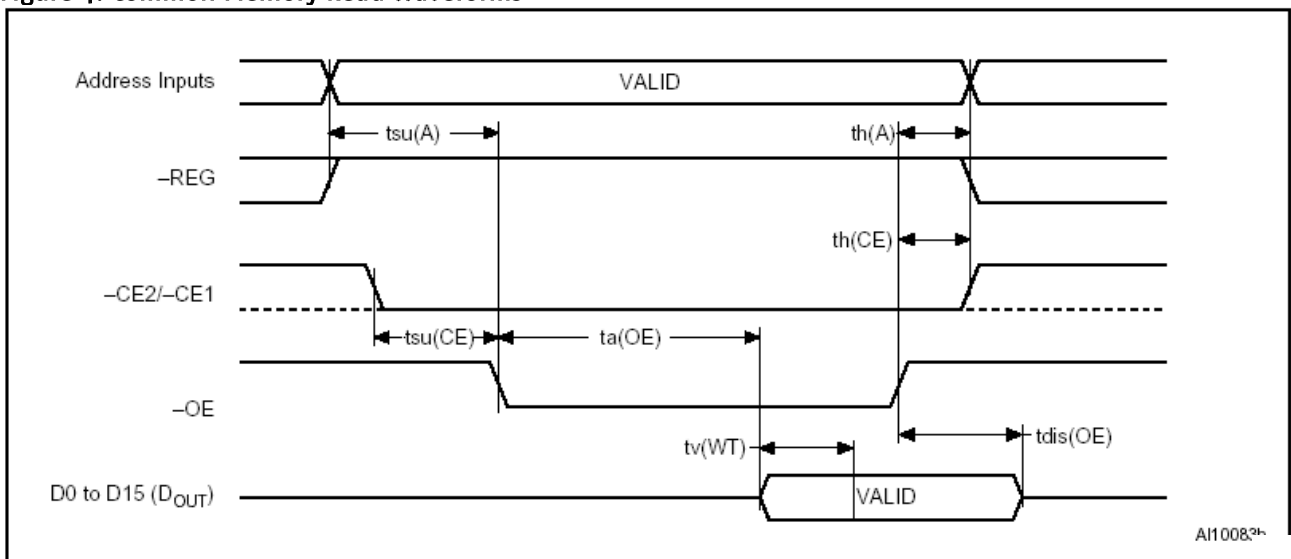 Address Inputs
VALID
tsu(A)
th(A)
–REG
th(CE)
–CE2/–CE1
tsu(CE)
ta(OE)
–OE
tv(WT)
tdis(OE)
D0 to D15 (DOUT)
VALID